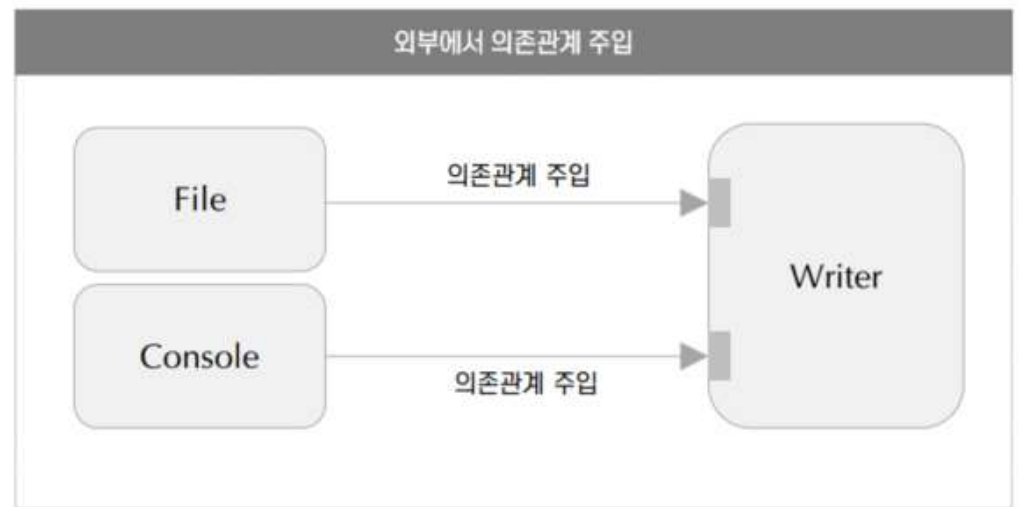 외부에서 의존관계 주입
File
의존관계 주입
Writer
Console
의존관계 주입